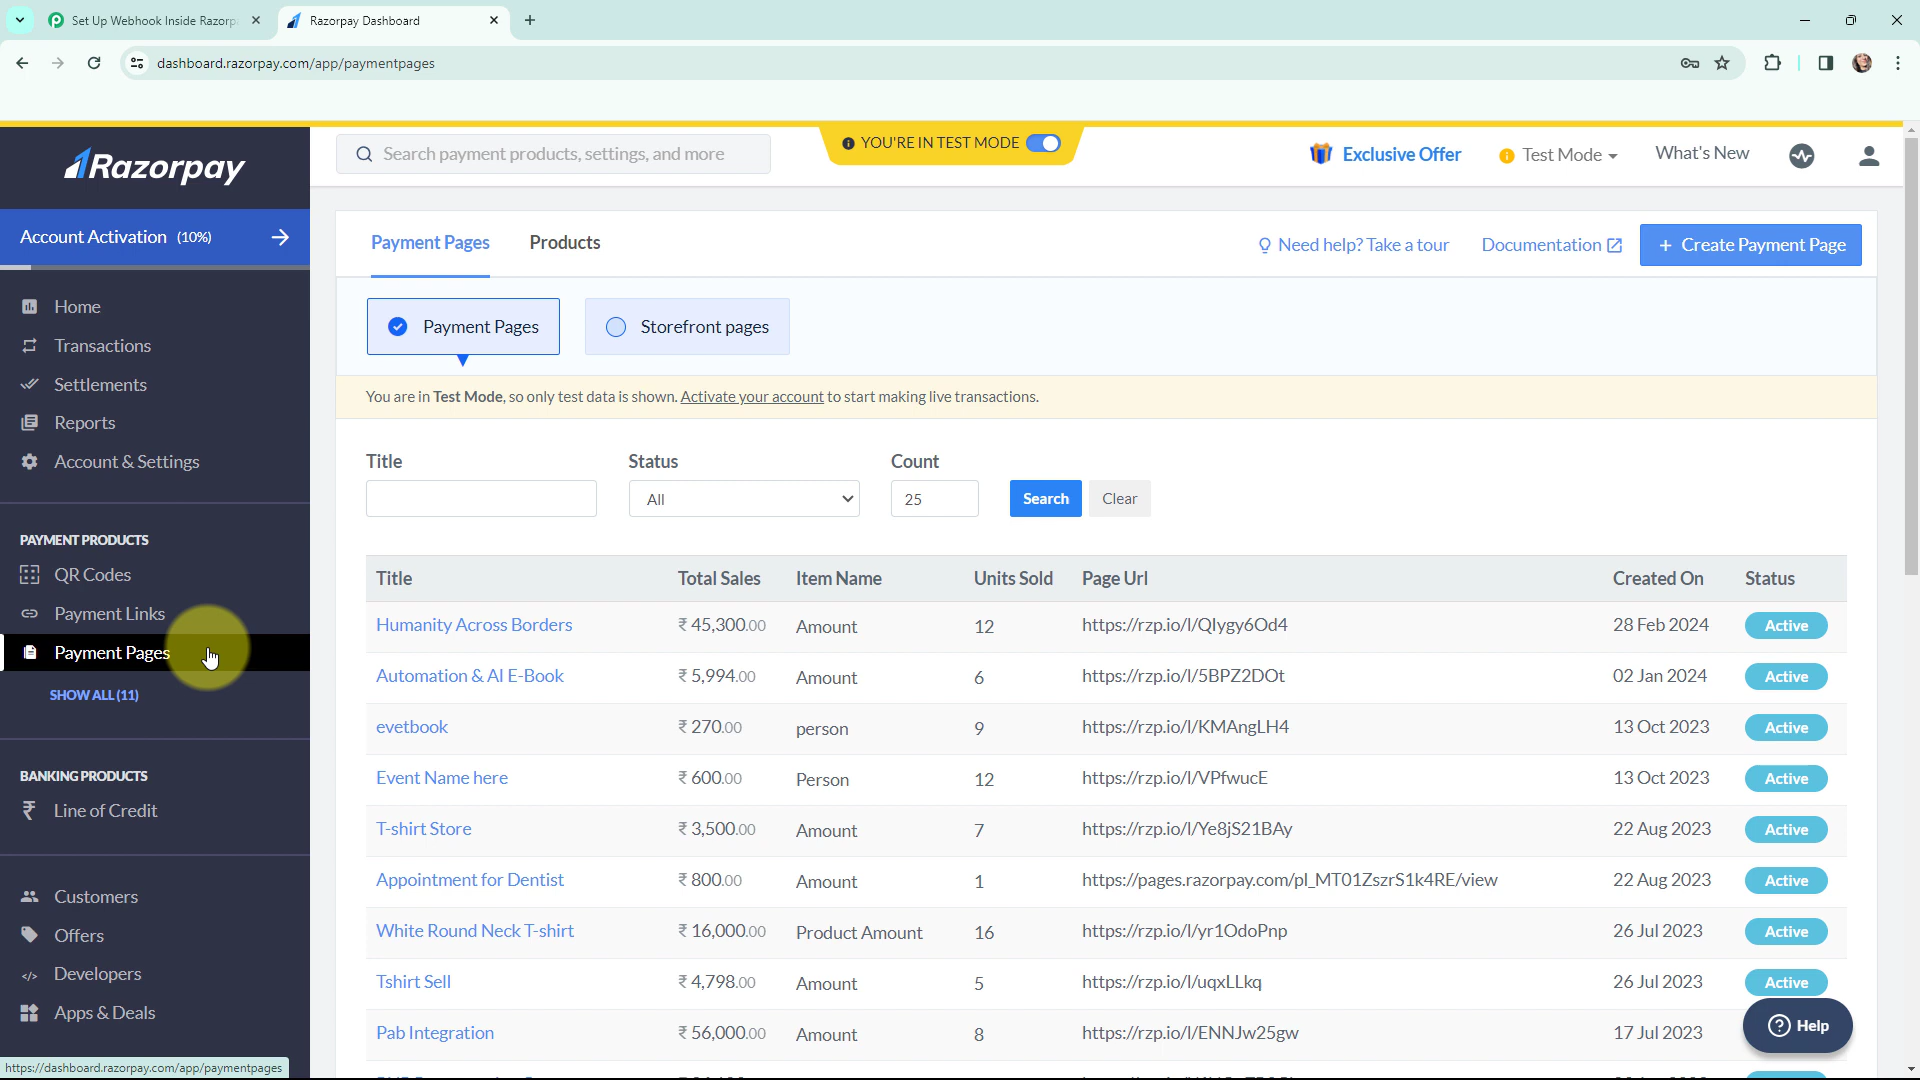 Set Up Webhook Inside Razorp
Razorpay Dashboard
dashboard.razorpay.com/app/paymentpages
Razorpay
Search payment products, settings, and more
YOU'RE IN TEST MODE
Exclusive Offer
Test Mode
What's New
Account Activation (10%)
Home
Transactions
Settlements
Reports
Account & Settings
PAYMENT PRODUCTS
QR Codes
Payment Links
Payment Pages
SHOW ALL (11)
BANKING PRODUCTS
Line of Credit
Customers
Offers
Developers
Apps & Deals
https://dashboard.razorpay.com/app/paymentpages
Payment Pages Products
Need help? Take a tour
Documentation
+ Create Payment Page
Payment Pages
Storefront pages
You are in Test Mode, so only test data is shown. Activate your account to start making live transactions.
Title Status Count
All 25 Search Clear
Title Total Sales Item Name Units Sold Page Url Created On Status
Humanity Across Borders ₹ 45,300.00 Amount 12 https://rzp.io/l/Qlygy6Od4 28 Feb 2024 Active
Automation & AI E-Book ₹ 5,994.00 Amount 6 https://rzp.io/l/5BPZ2DOt 02 Jan 2024 Active
evetbook ₹ 270.00 person 9 https://rzp.io/l/KMAngLH4 13 Oct 2023 Active
Event Name here ₹ 600.00 Person 12 https://rzp.io/l/VPfwucE 13 Oct 2023 Active
T-shirt Store ₹ 3,500.00 Amount 7 https://rzp.io/l/Ye8jS21BAy 22 Aug 2023 Active
Appointment for Dentist ₹ 800.00 Amount 1 https://pages.razorpay.com/pl_MT01ZszrS1k4RE/view 22 Aug 2023 Active
White Round Neck T-shirt ₹ 16,000.00 Product Amount 16 https://rzp.io/l/yr1OdoPnp 26 Jul 2023 Active
Tshirt Sell ₹ 4,798.00 Amount 5 https://rzp.io/l/uqxLLkq 26 Jul 2023 Active
Pab Integration ₹ 56,000.00 Amount 8 https://rzp.io/l/ENNJw25gw 17 Jul 2023
Help